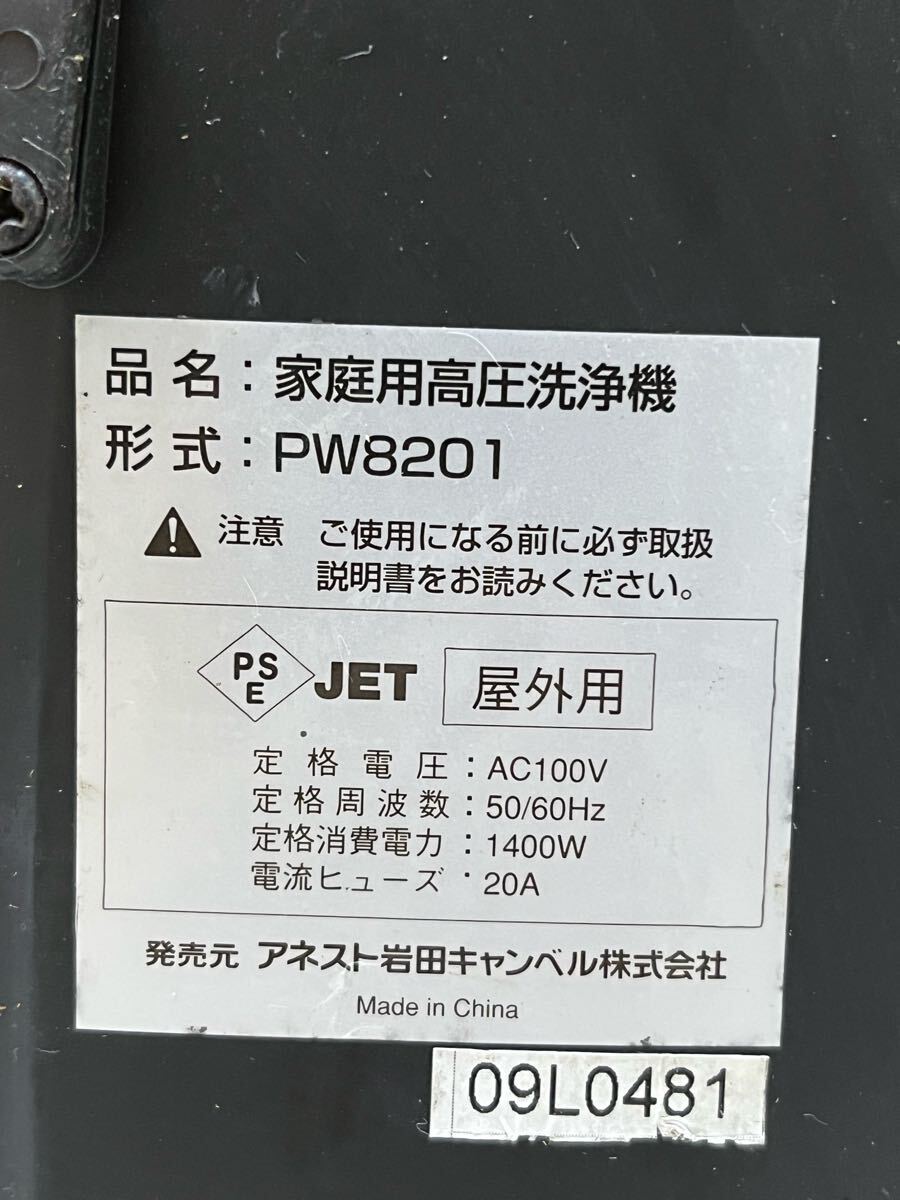 品名：家庭用高圧洗浄機
形式：PW8201
注意 ご使用になる前に必ず取扱
説明書をお読みください。
PSE JET 屋外用
定格電圧：AC100V
定格周波数：50/60Hz
定格消費電力：1400W
電流ヒューズ：20A
発売元 アネスト岩田キャンベル株式会社
Made in China
09L0481